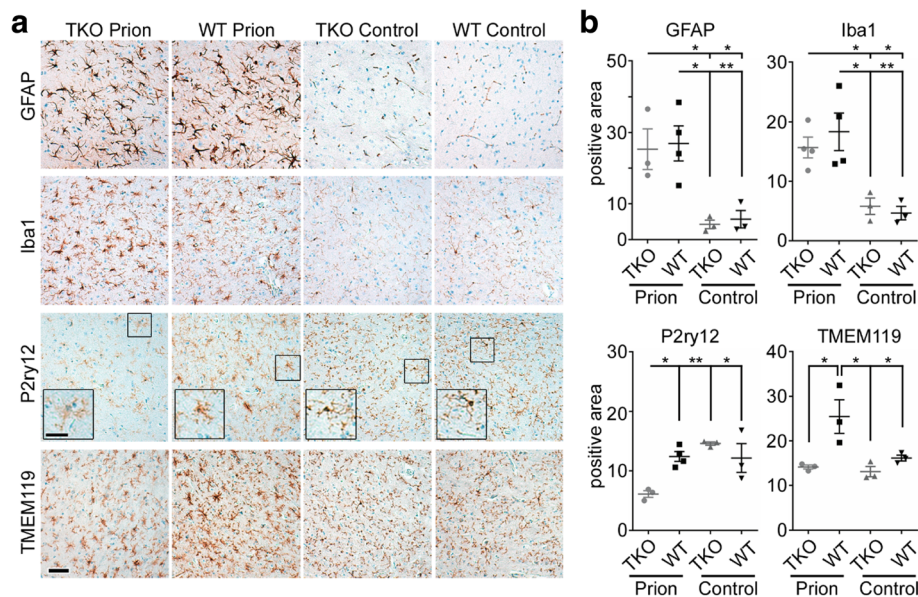 a
TKO Prion WT Prion TKO Control WT Control
GFAP
Iba1
P2ry12
TMEM119
b
GFAP
* *
* **
positive area
50
30
10
0
TKO WT TKO WT
Prion Control
Iba1
* *
* **
30
20
10
0
TKO WT TKO WT
Prion Control
P2ry12
* ** *
positive area
30
20
10
0
TKO WT TKO WT
Prion Control
TMEM119
* * *
40
30
20
10
0
TKO WT TKO WT
Prion Control